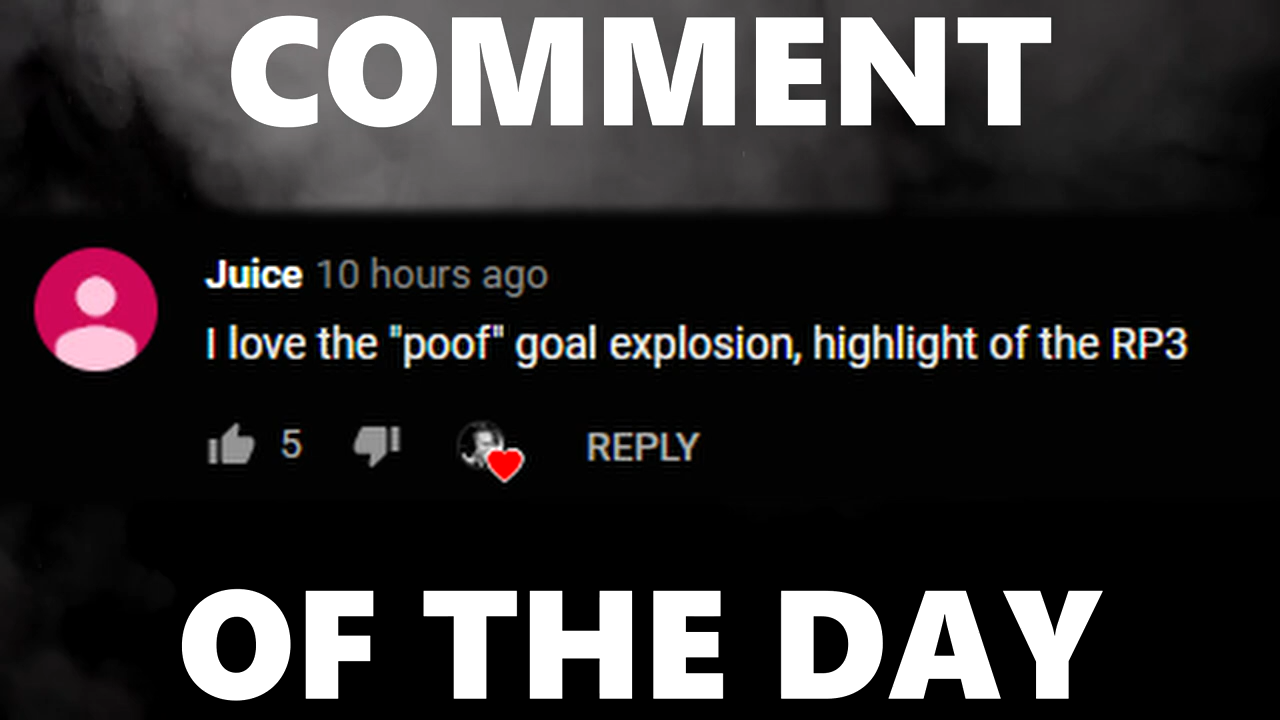 COMMENT
Juice 10 hours ago
I love the "poof" goal explosion, highlight of the RP3
5 REPLY
OF THE DAY